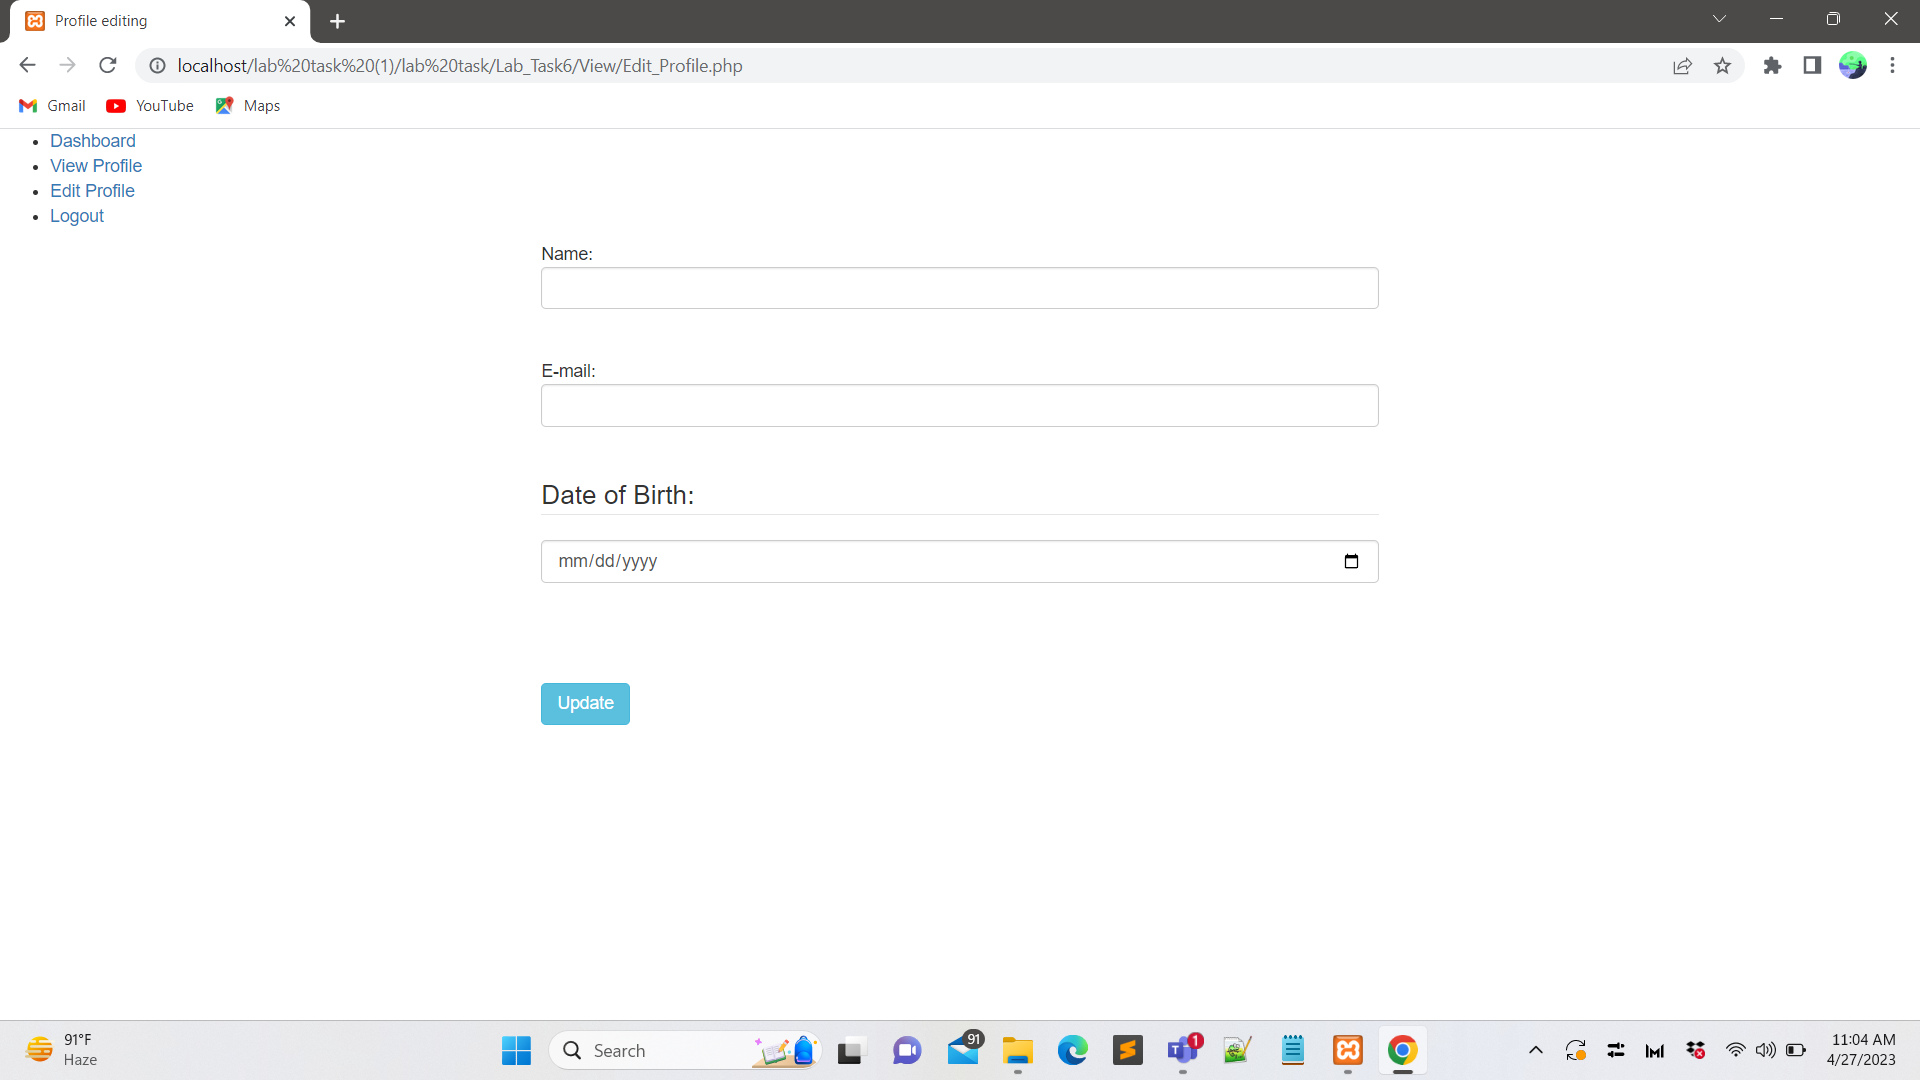 Profile editing
localhost/lab%20task%20(1)/lab%20task/Lab_Task6/View/Edit_Profile.php
Gmail YouTube Maps
Dashboard
View Profile
Edit Profile
Logout
Name:
E-mail:
Date of Birth:
mm/dd/yyyy
Update
91°F
Haze
Search
91
1
11:04 AM
4/27/2023